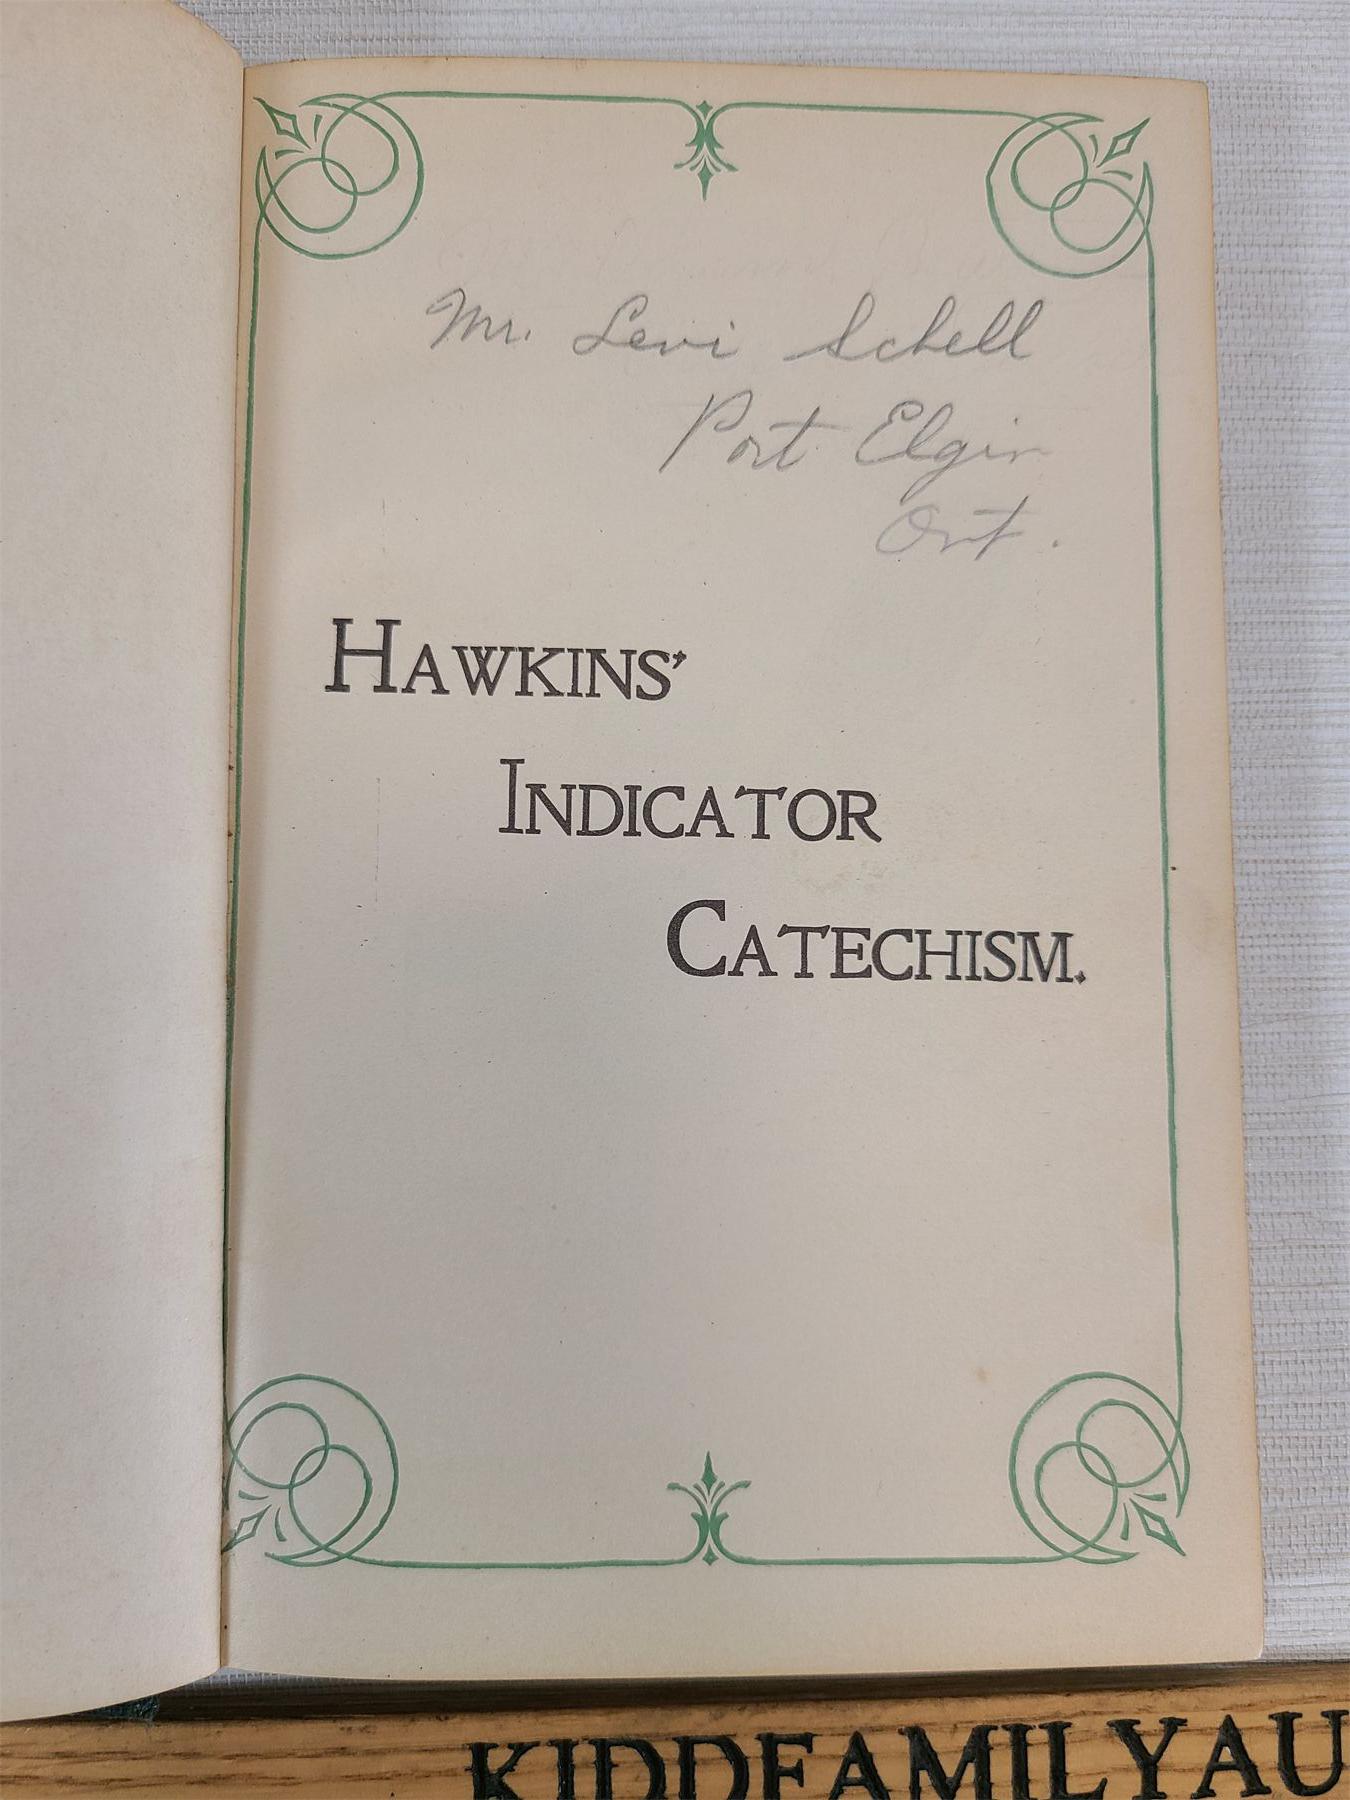 Mr. Levi Schell
Port Elgin
Ont.
HAWKINS'
INDICATOR
CATECHISM.
KIDDFAMILYAU